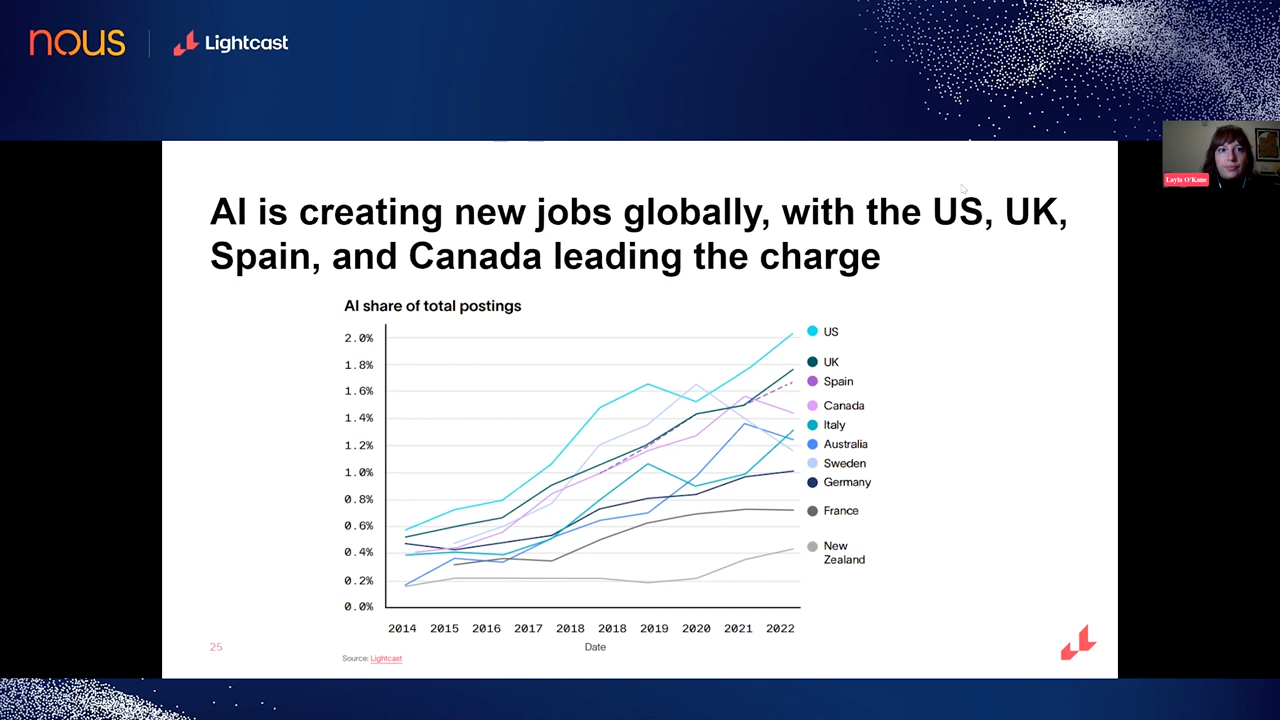 nous
Lightcast
Layla O'Kane
AI is creating new jobs globally, with the US, UK,
Spain, and Canada leading the charge
AI share of total postings
2.0%
1.8%
1.6%
1.4%
1.2%
1.0%
0.8%
0.6%
0.4%
0.2%
0.0%
US
UK
Spain
Canada
Italy
Australia
Sweden
Germany
France
New
Zealand
2014 2015 2016 2017 2018 2018 2019 2020 2021 2022
Date
25
Source: Lightcast